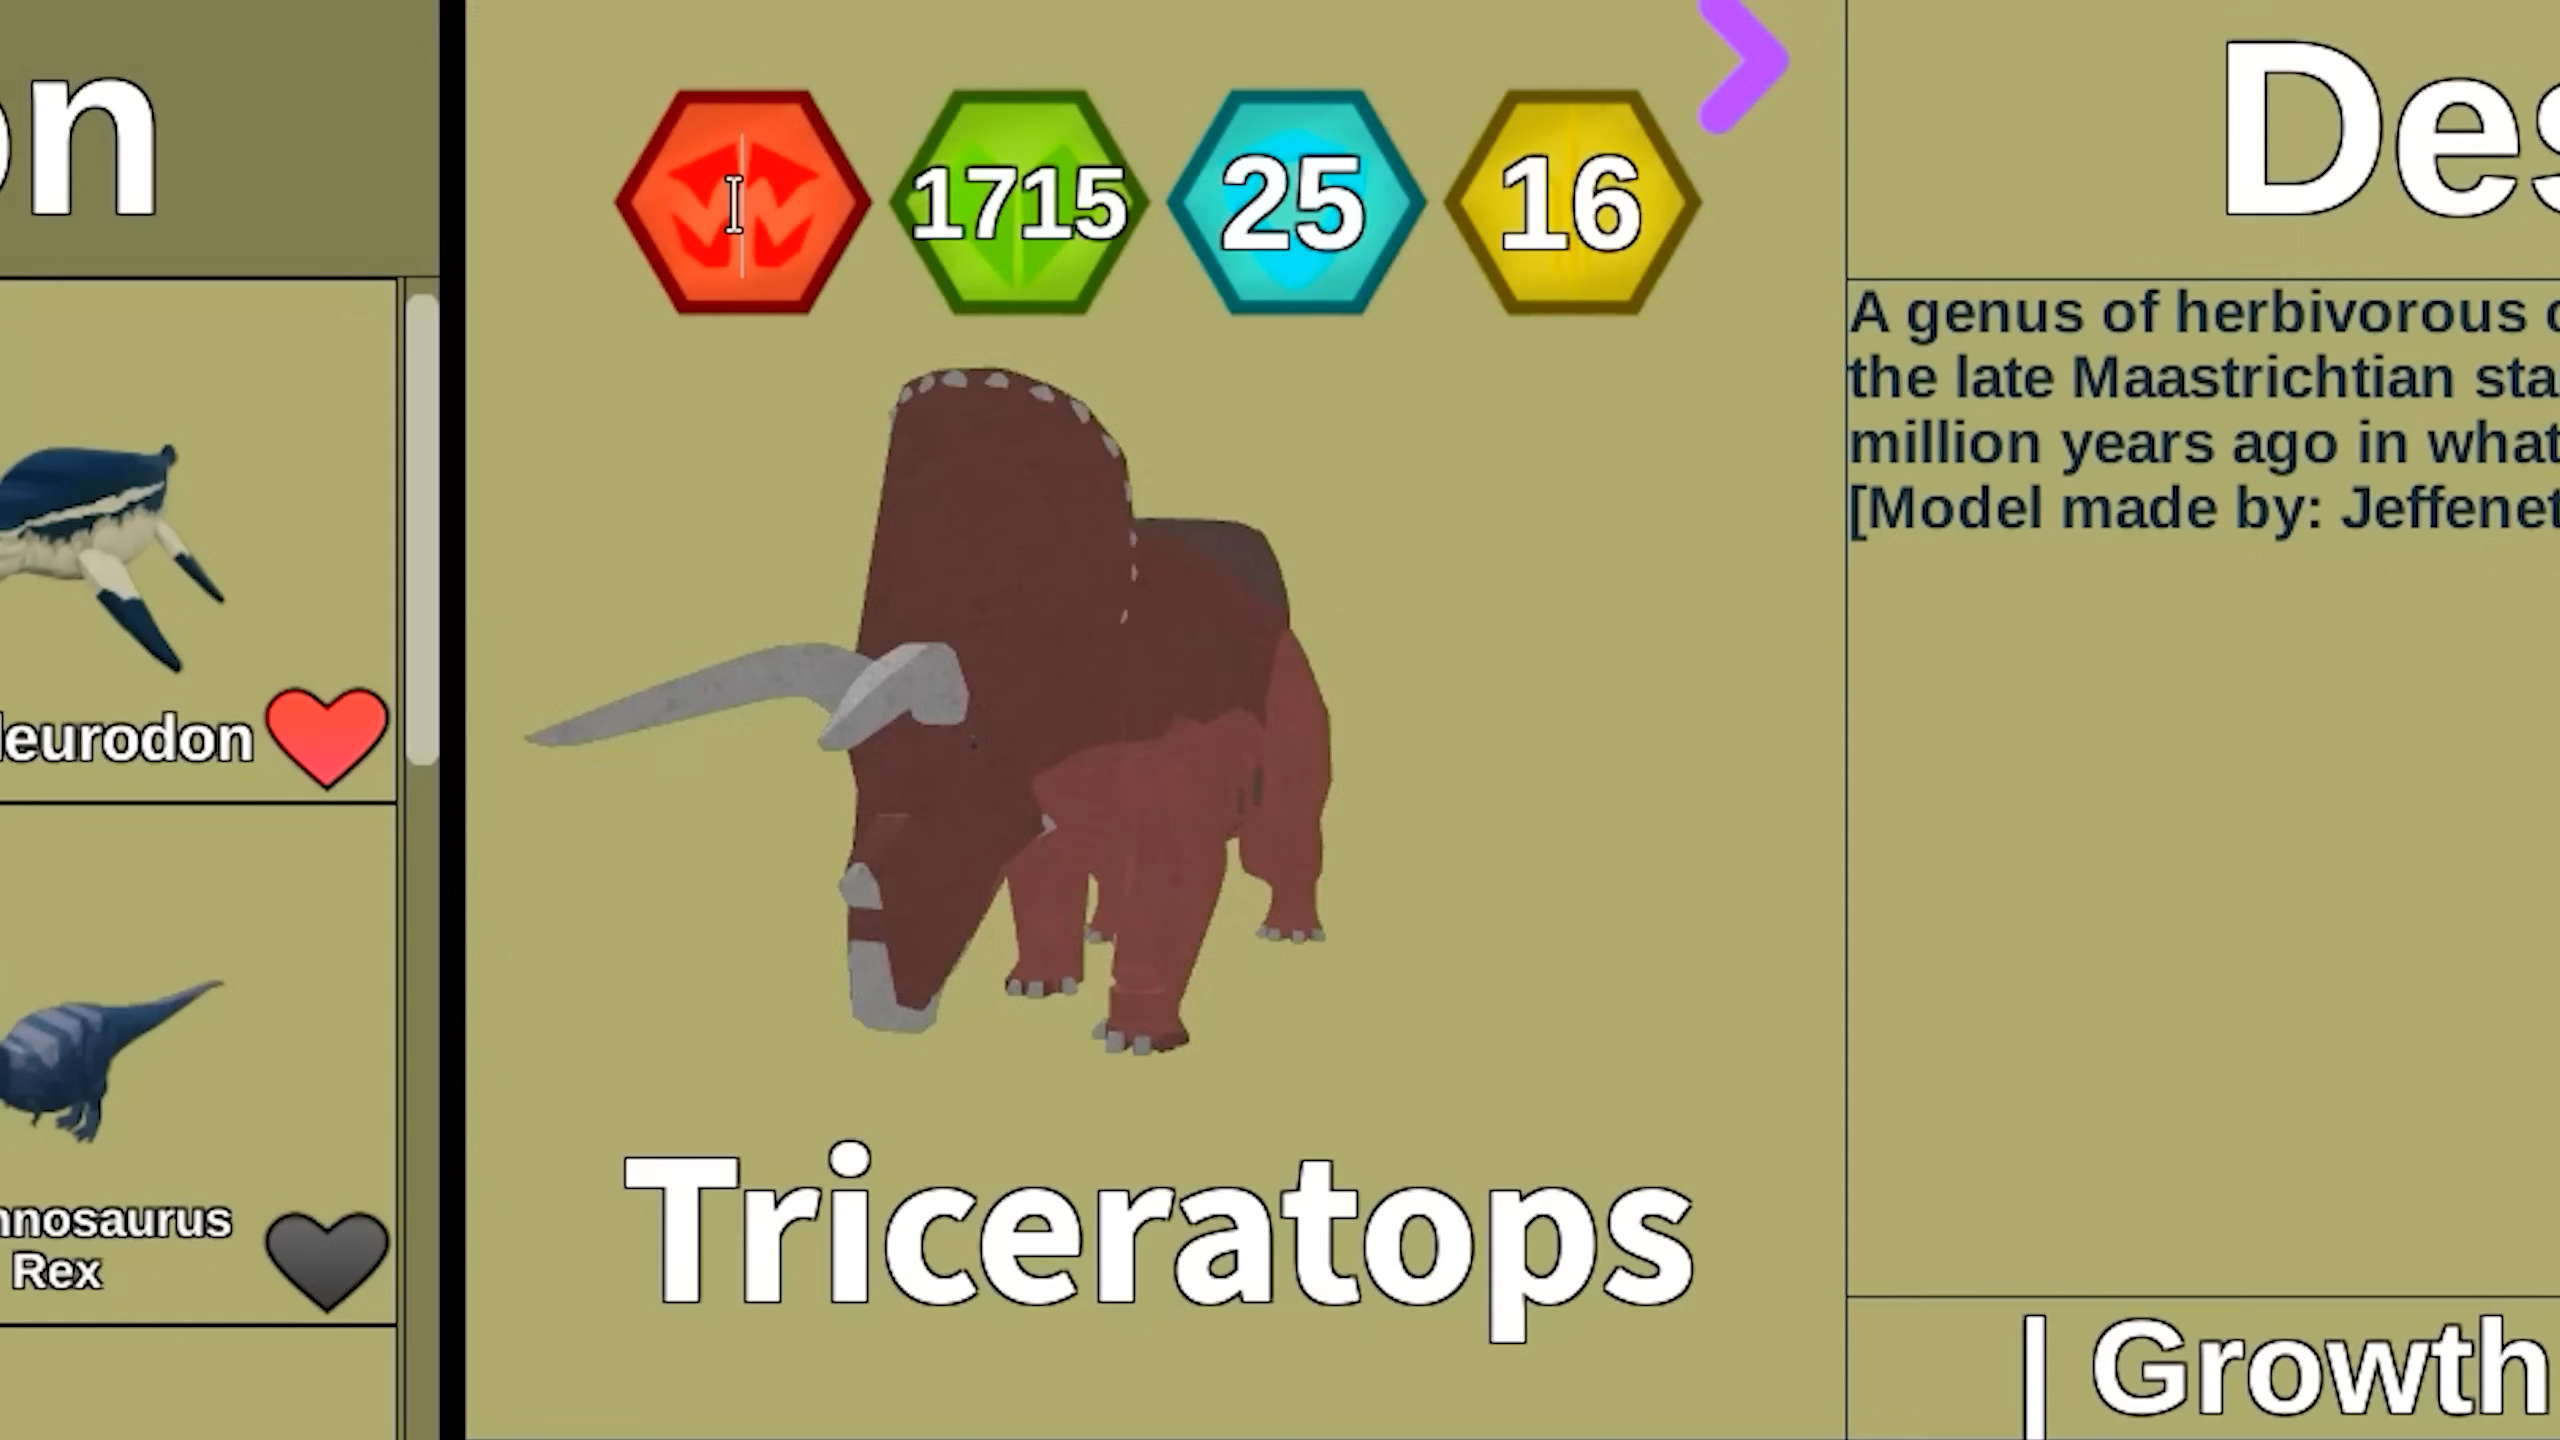 on
1715
25
16
Des
A genus of herbivorous
the late Maastrichtian sta
million years ago in what
[Model made by: Jeffenet
leurodon
nnosaurus
Rex
Triceratops
| Growth